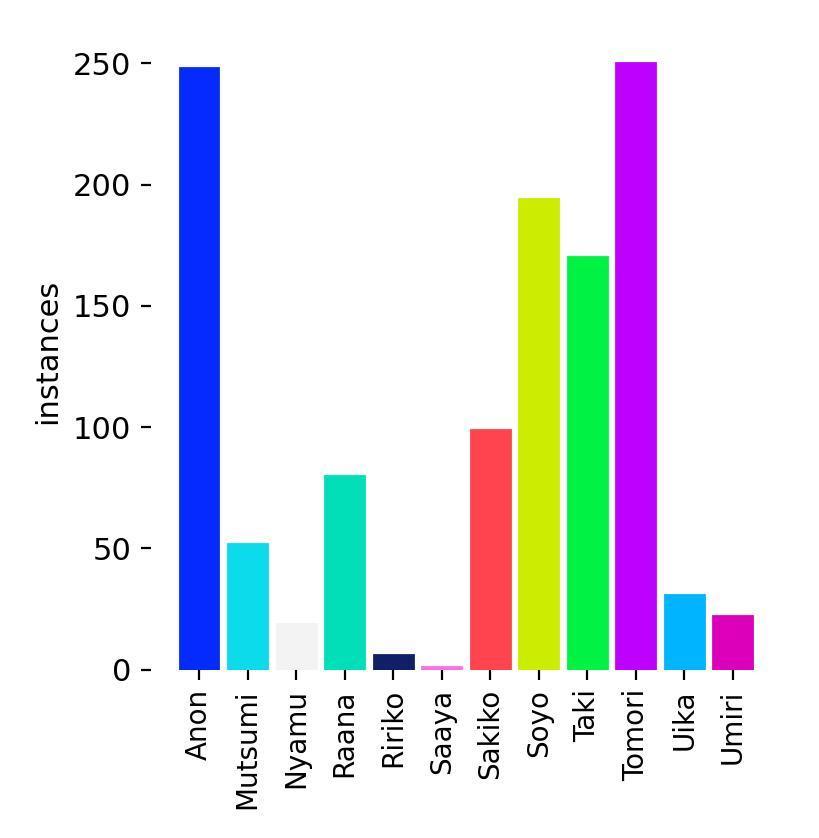 250
200
150
100
50
0
instances
Anon
Mutsumi
Nyamu
Raana
Ririko
Saaya
Sakiko
Soyo
Taki
Tomori
Uika
Umiri